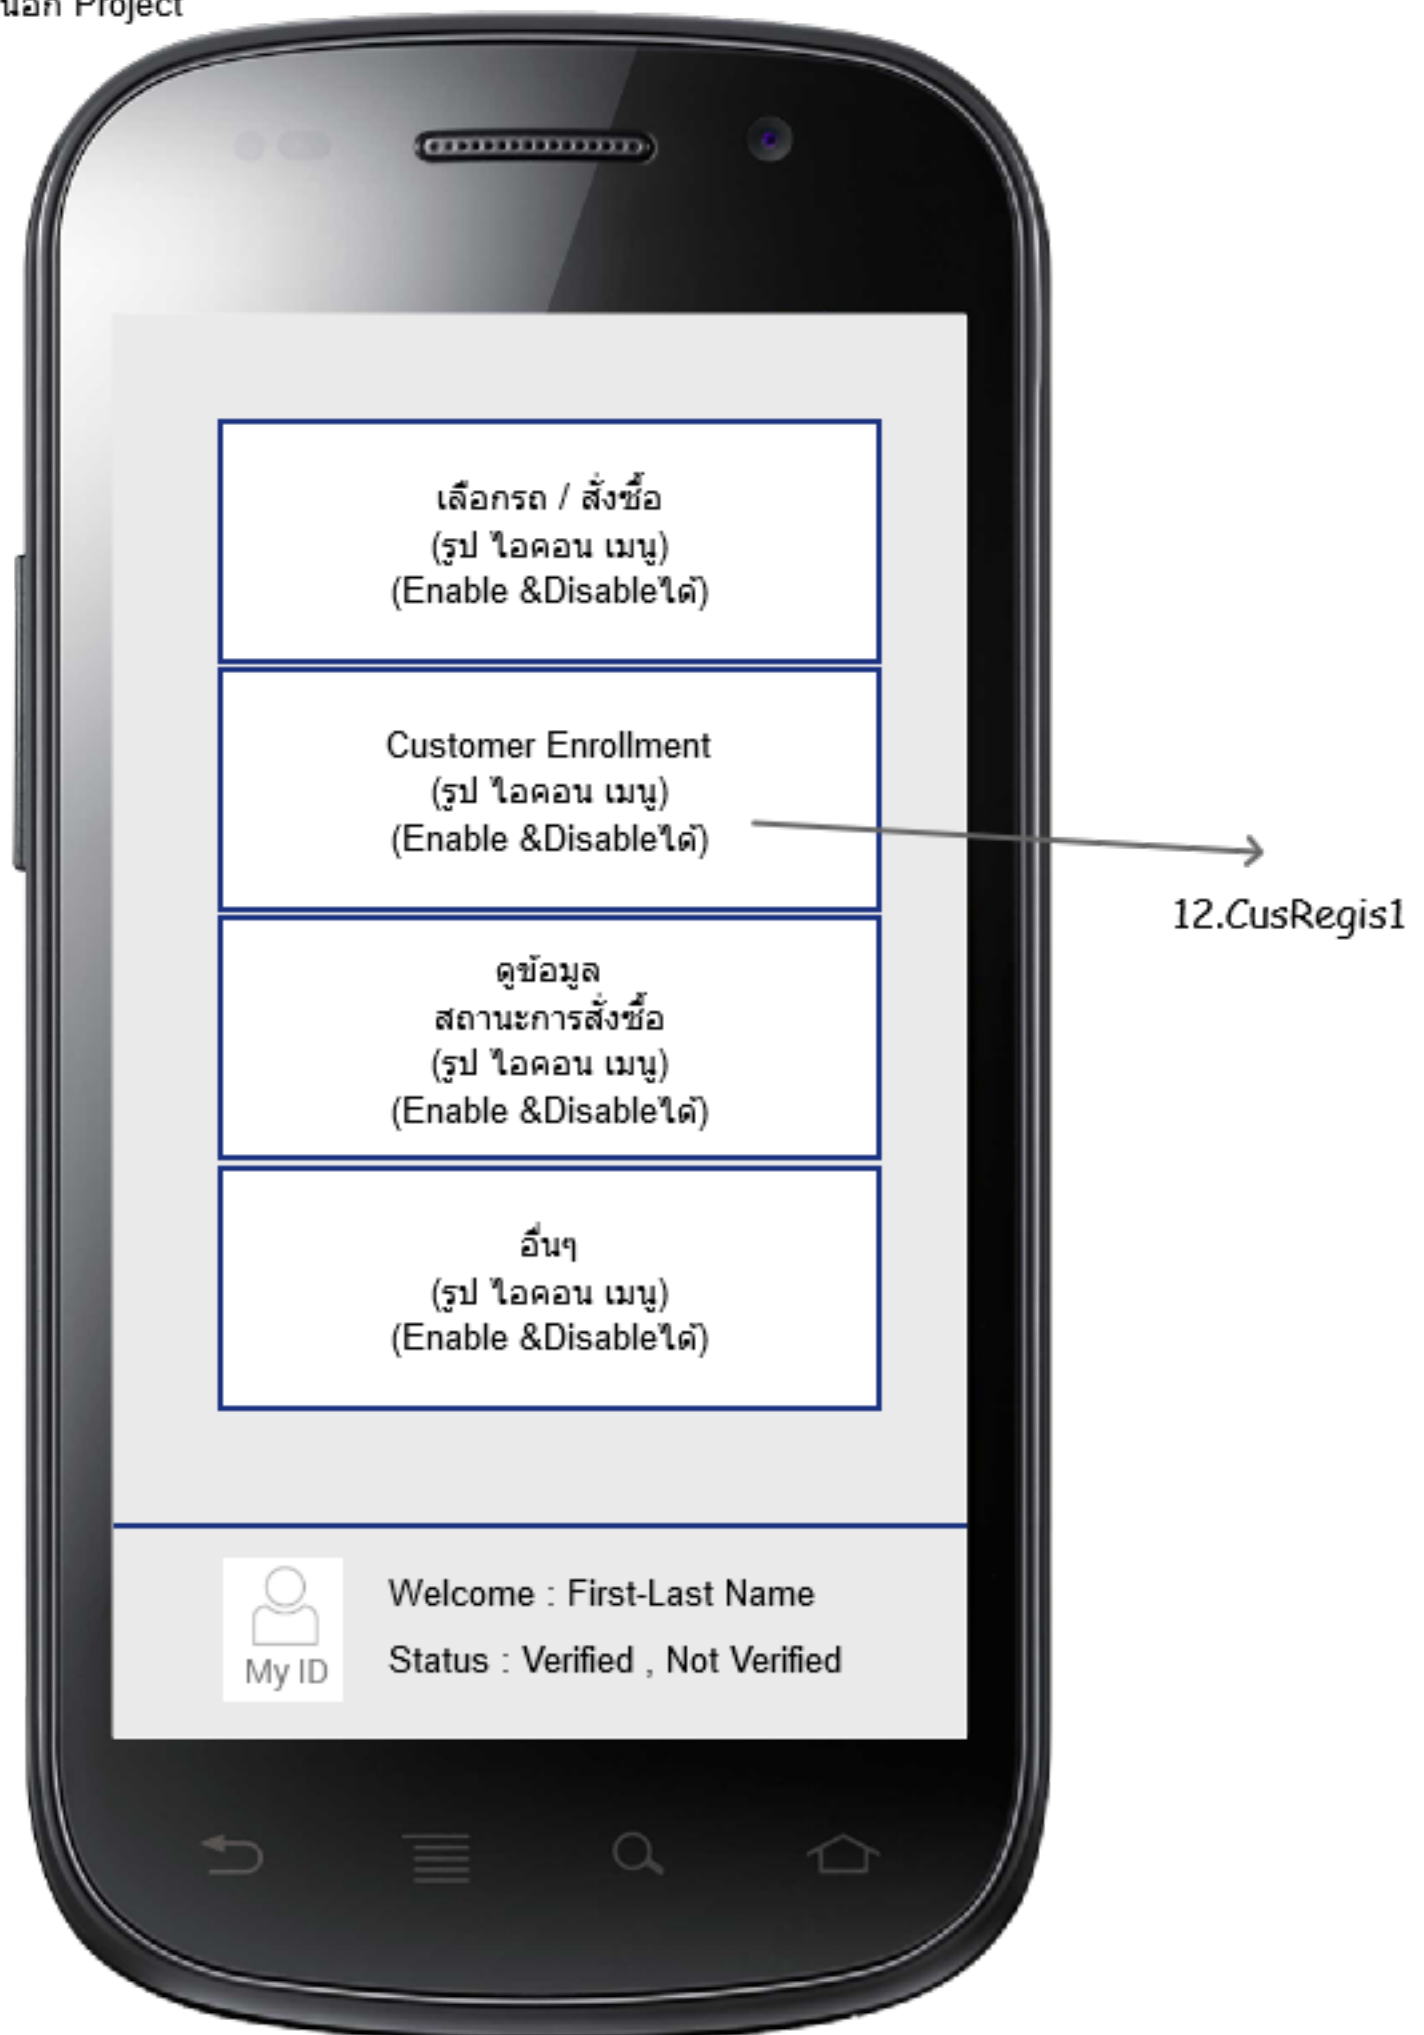 Project
เลือกรถ / สั่งซื้อ
(รูป ไอคอน เมนู)
(Enable &Disableได้)
Customer Enrollment
(รูป ไอคอน เมนู)
(Enable &Disableได้)
12.CusRegis1
ดูข้อมูล
สถานะการสั่งซื้อ
(รูป ไอคอน เมนู)
(Enable &Disableได้)
อื่นๆ
(รูป ไอคอน เมนู)
(Enable &Disableได้)
Welcome : First-Last Name
Status : Verified , Not Verified
My ID